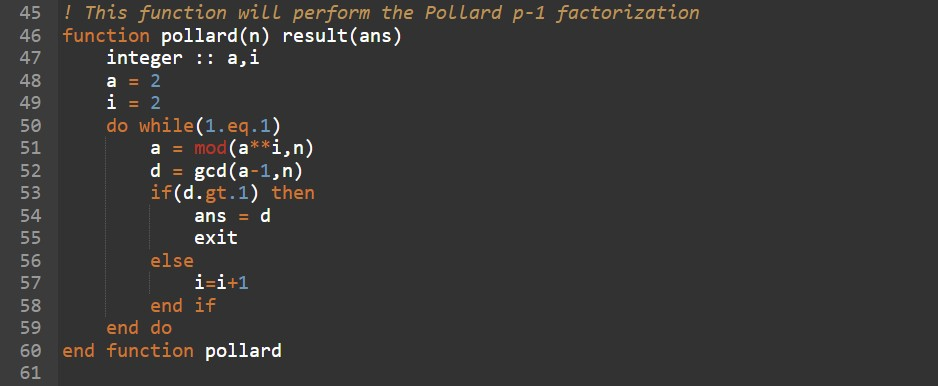 45 ! This function will perform the Pollard p-1 factorization
46 function pollard(n) result(ans)
47     integer :: a,i
48     a = 2
49     i = 2
50     do while(1.eq.1)
51         a = mod(a**i,n)
52         d = gcd(a-1,n)
53         if(d.gt.1) then
54             ans = d
55             exit
56         else
57             i=i+1
58         end if
59     end do
60 end function pollard
61